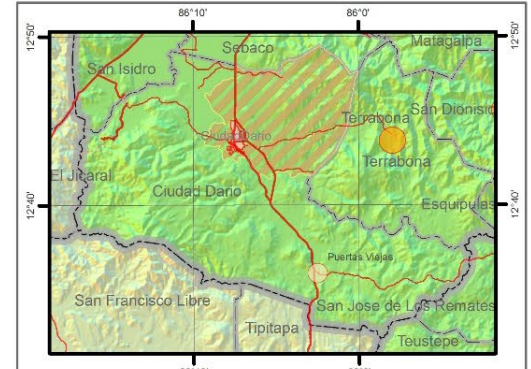 86°10'
86°0'
12°50'
12°50'
Matagalpa
Sebaco
San Isidro
San Dionisio
Terrabona
Ciudad Dario
Terrabona
El Jicaral
Ciudad Dario
Esquipulas
12°40'
12°40'
Puertas Viejas
San Francisco Libre
San Jose de Los Remates
Tipitapa
Teustepe